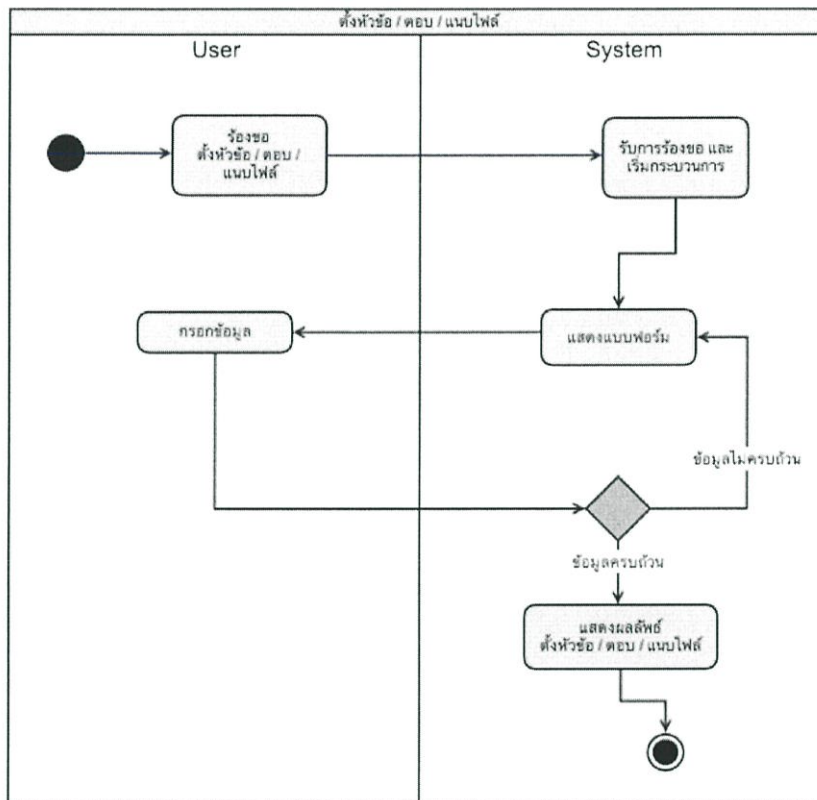 ตั้งหัวข้อ / ตอบ / แนบไฟล์
User
System
ร้องขอ
ตั้งหัวข้อ / ตอบ /
แนบไฟล์
รับการร้องขอ และ
เริ่มกระบวนการ
กรอกข้อมูล
แสดงแบบฟอร์ม
ข้อมูลไม่ครบถ้วน
ข้อมูลครบถ้วน
แสดงผลลัพธ์
ตั้งหัวข้อ / ตอบ / แนบไฟล์